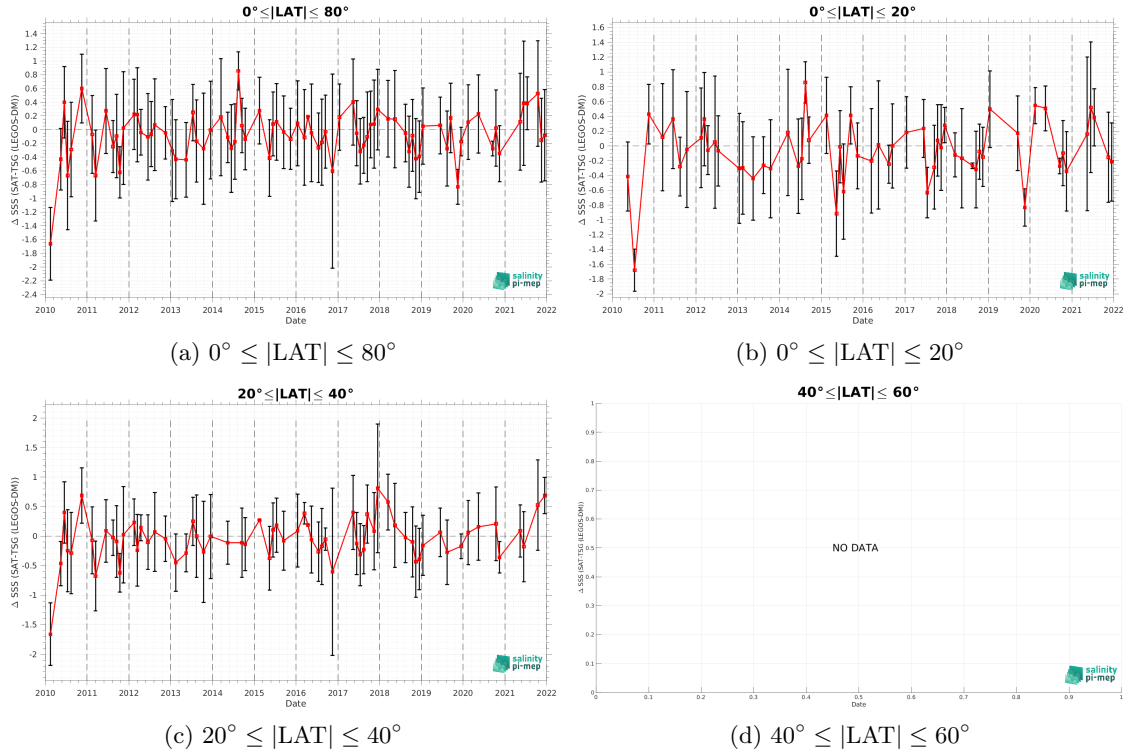 0°≤|LAT|≤ 80°
Δ SSS (SAT-TSG (LEGOS-DM))
1.4
1.2
1
0.8
0.6
0.4
0.2
0
-0.2
-0.4
-0.6
-0.8
-1
-1.2
-1.4
-1.6
-1.8
-2
-2.2
-2.4
2010 2011 2012 2013 2014 2015 2016 2017 2018 2019 2020 2021 2022
Date
salinity
pi-mep
(a) 0° ≤ |LAT| ≤ 80°
0°≤|LAT|≤ 20°
Δ SSS (SAT-TSG (LEGOS-DM))
1.6
1.4
1.2
1
0.8
0.6
0.4
0.2
0
-0.2
-0.4
-0.6
-0.8
-1
-1.2
-1.4
-1.6
-1.8
-2
2010 2011 2012 2013 2014 2015 2016 2017 2018 2019 2020 2021 2022
Date
salinity
pi-mep
(b) 0° ≤ |LAT| ≤ 20°
20°≤|LAT|≤ 40°
Δ SSS (SAT-TSG (LEGOS-DM))
2
1.5
1
0.5
0
-0.5
-1
-1.5
-2
2010 2011 2012 2013 2014 2015 2016 2017 2018 2019 2020 2021 2022
Date
salinity
pi-mep
(c) 20° ≤ |LAT| ≤ 40°
40°≤|LAT|≤ 60°
Δ SSS (SAT-TSG (LEGOS-DM))
1
0.9
0.8
0.7
0.6
0.5
0.4
0.3
0.2
0.1
0
NO DATA
0 0.1 0.2 0.3 0.4 0.5 0.6 0.7 0.8 0.9 1
Date
salinity
pi-mep
(d) 40° ≤ |LAT| ≤ 60°